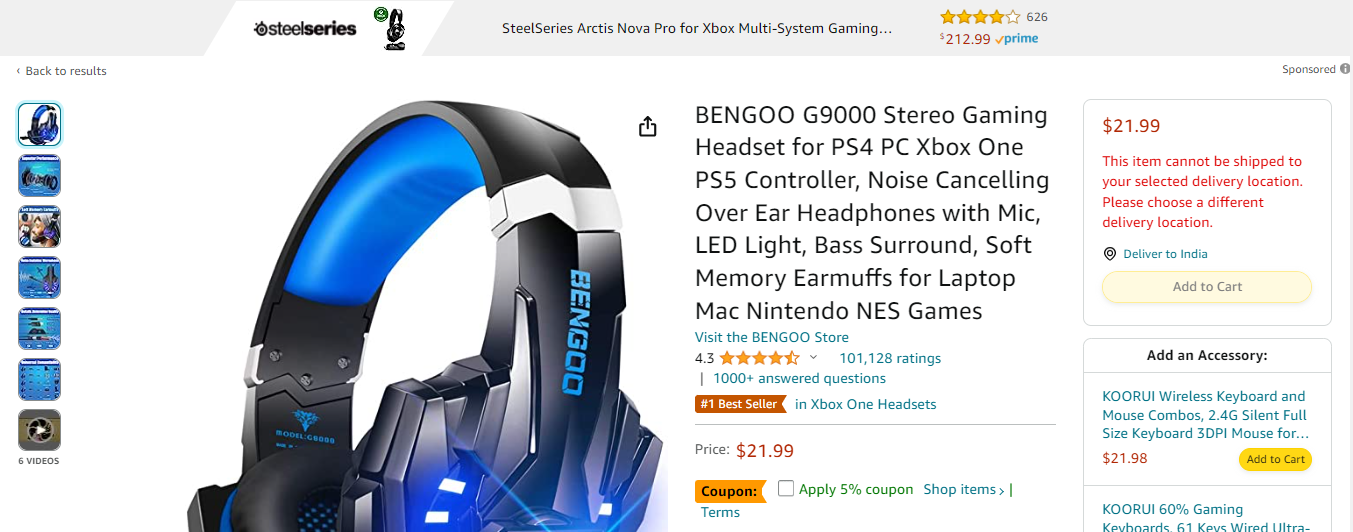 steelseries
SteelSeries Arctis Nova Pro for Xbox Multi-System Gaming...
626
$212.99 prime
‹ Back to results
Sponsored
BENGOO G9000 Stereo Gaming
Headset for PS4 PC Xbox One
PS5 Controller, Noise Cancelling
Over Ear Headphones with Mic,
LED Light, Bass Surround, Soft
Memory Earmuffs for Laptop
Mac Nintendo NES Games
Visit the BENGOO Store
4.3 101,128 ratings
| 1000+ answered questions
#1 Best Seller in Xbox One Headsets
Price: $21.99
Coupon: Apply 5% coupon Shop items › |
Terms
BENGOO
MODEL:G9000
6 VIDEOS
$21.99
This item cannot be shipped to
your selected delivery location.
Please choose a different
delivery location.
Deliver to India
Add to Cart
Add an Accessory:
KOORUI Wireless Keyboard and
Mouse Combos, 2.4G Silent Full
Size Keyboard 3DPI Mouse for...
$21.98
Add to Cart
KOORUI 60% Gaming
Keyboards, 61 Keys Wired Ultra-